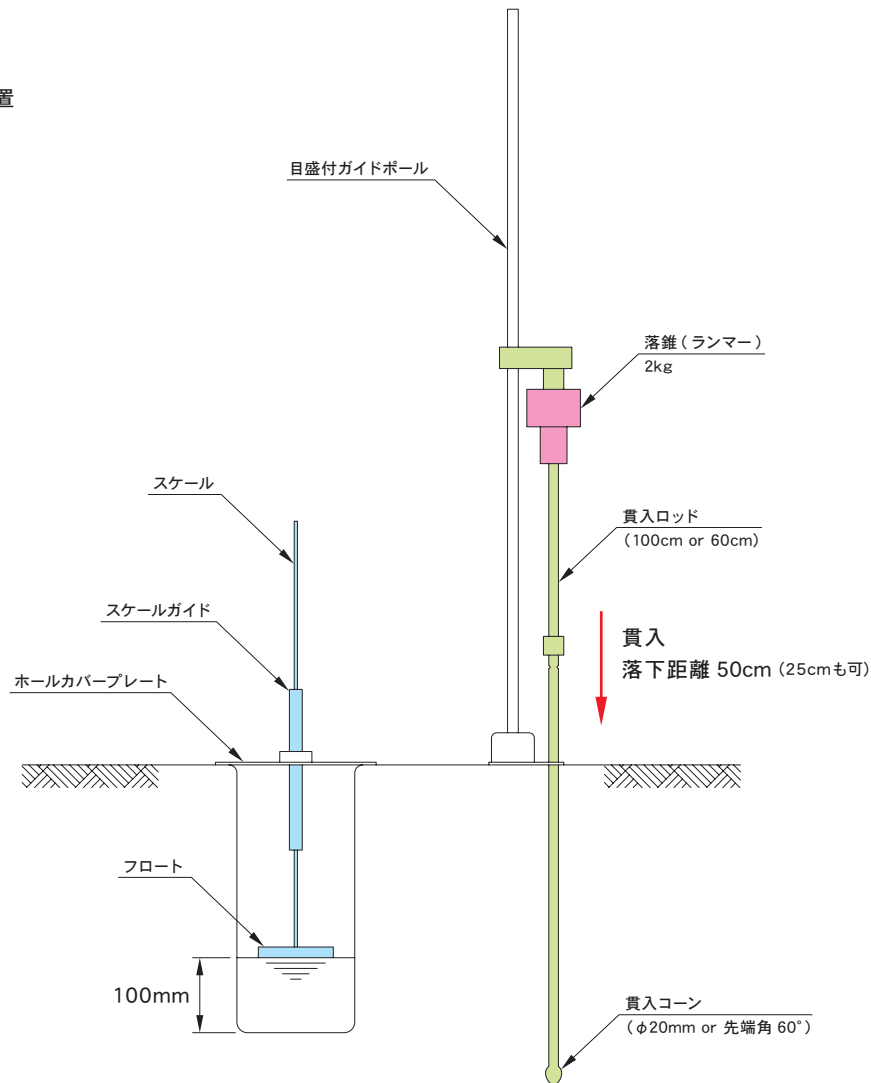 置
目盛付ガイドポール
落錐（ランマー）
2kg
スケール
貫入ロッド
（100cm or 60cm）
スケールガイド
貫入
落下距離 50cm（25cmも可）
ホールカバープレート
フロート
100mm
貫入コーン
（φ20mm or 先端角 60°）